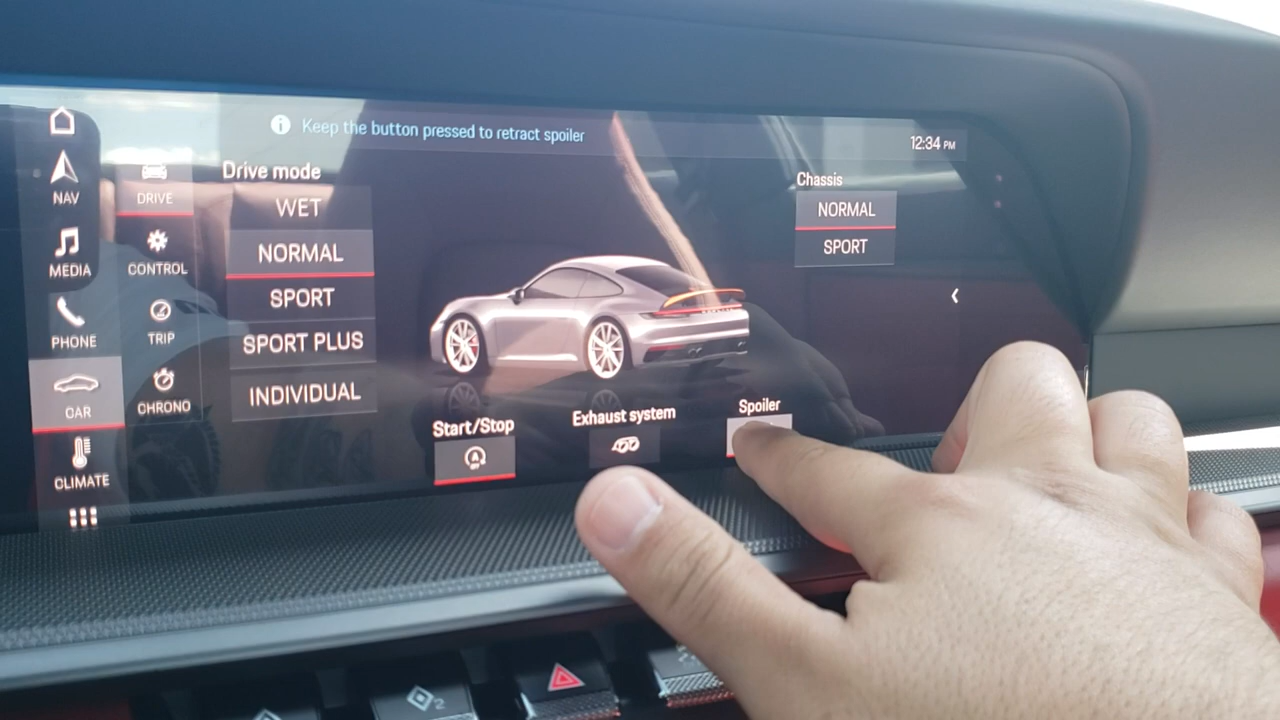 Keep the button pressed to retract spoiler
12:34 PM
NAV
MEDIA
PHONE
CAR
CLIMATE
DRIVE
CONTROL
TRIP
CHRONO
Drive mode
WET
NORMAL
SPORT
SPORT PLUS
INDIVIDUAL
Chassis
NORMAL
SPORT
Start/Stop
Exhaust system
Spoiler
2